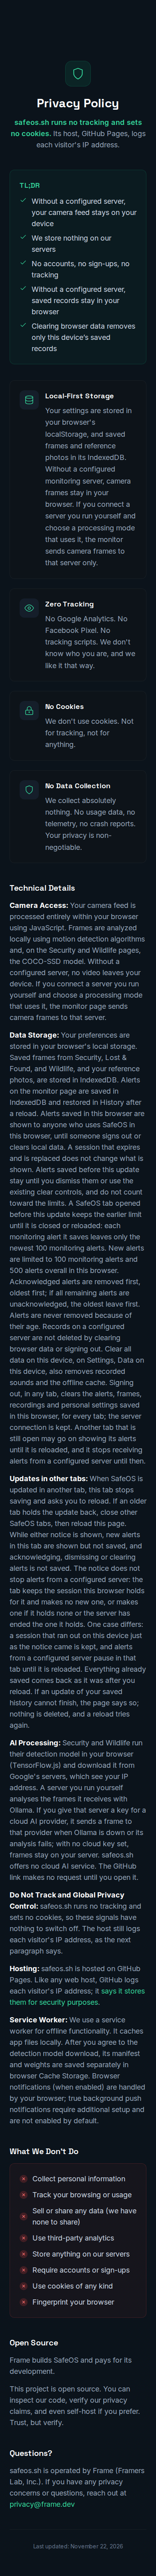 Privacy Policy
safeos.sh runs no tracking and sets
no cookies. Its host, GitHub Pages, logs
each visitor's IP address.
TL;DR
Without a configured server,
your camera feed stays on your
device
We store nothing on our
servers
No accounts, no sign-ups, no
tracking
Without a configured server,
saved records stay in your
browser
Clearing browser data removes
only this device's saved
records
Local-First Storage
Your settings are stored in
your browser's
localStorage, and saved
frames and reference
photos in its IndexedDB.
Without a configured
monitoring server, camera
frames stay in your
browser. If you connect a
server you run yourself and
choose a processing mode
that uses it, the monitor
sends camera frames to
that server only.
Zero Tracking
No Google Analytics. No
Facebook Pixel. No
tracking scripts. We don't
know who you are, and we
like it that way.
No Cookies
We don't use cookies. Not
for tracking, not for
anything.
No Data Collection
We collect absolutely
nothing. No usage data, no
telemetry, no crash reports.
Your privacy is non-
negotiable.
Technical Details
Camera Access: Your camera feed is
processed entirely within your browser
using JavaScript. Frames are analyzed
locally using motion detection algorithms
and, on the Security and Wildlife pages,
the COCO-SSD model. Without a
configured server, no video leaves your
device. If you connect a server you run
yourself and choose a processing mode
that uses it, the monitor page sends
camera frames to that server.
Data Storage: Your preferences are
stored in your browser's local storage.
Saved frames from Security, Lost &
Found, and Wildlife, and your reference
photos, are stored in IndexedDB. Alerts
on the monitor page are saved in
IndexedDB and restored in History after
a reload. Alerts saved in this browser are
shown to anyone who uses SafeOS in
this browser, until someone signs out or
clears local data. A session that expires
and is replaced does not change what is
shown. Alerts saved before this update
stay until you dismiss them or use the
existing clear controls, and do not count
toward the limits. A SafeOS tab opened
before this update keeps the earlier limit
until it is closed or reloaded: each
monitoring alert it saves leaves only the
newest 100 monitoring alerts. New alerts
are limited to 100 monitoring alerts and
500 alerts overall in this browser.
Acknowledged alerts are removed first,
oldest first; if all remaining alerts are
unacknowledged, the oldest leave first.
Alerts are never removed because of
their age. Records on a configured
server are not deleted by clearing
browser data or signing out. Clear all
data on this device, on Settings, Data on
this device, also removes recorded
sounds and the offline cache. Signing
out, in any tab, clears the alerts, frames,
recordings and personal settings saved
in this browser, for every tab; the server
connection is kept. Another tab that is
still open may go on showing its alerts
until it is reloaded, and it stops receiving
alerts from a configured server until then.
Updates in other tabs: When SafeOS is
updated in another tab, this tab stops
saving and asks you to reload. If an older
tab holds the update back, close other
SafeOS tabs, then reload this page.
While either notice is shown, new alerts
in this tab are shown but not saved, and
acknowledging, dismissing or clearing
alerts is not saved. The notice does not
stop alerts from a configured server: the
tab keeps the session this browser holds
for it and makes no new one, or makes
one if it holds none or the server has
ended the one it holds. One case differs:
a session that ran out on this device just
as the notice came is kept, and alerts
from a configured server pause in that
tab until it is reloaded. Everything already
saved comes back as it was after you
reload. If an update of your saved
history cannot finish, the page says so;
nothing is deleted, and a reload tries
again.
AI Processing: Security and Wildlife run
their detection model in your browser
(TensorFlow.js) and download it from
Google's servers, which see your IP
address. A server you run yourself
analyses the frames it receives with
Ollama. If you give that server a key for a
cloud AI provider, it sends a frame to
that provider when Ollama is down or its
analysis fails; with no cloud key set,
frames stay on your server. safeos.sh
offers no cloud AI service. The GitHub
link makes no request until you open it.
Do Not Track and Global Privacy
Control: safeos.sh runs no tracking and
sets no cookies, so these signals have
nothing to switch off. The host still logs
each visitor's IP address, as the next
paragraph says.
Hosting: safeos.sh is hosted on GitHub
Pages. Like any web host, GitHub logs
each visitor's IP address; it says it stores
them for security purposes.
Service Worker: We use a service
worker for offline functionality. It caches
app files locally. After you agree to the
detection model download, its manifest
and weights are saved separately in
browser Cache Storage. Browser
notifications (when enabled) are handled
by your browser; true background push
notifications require additional setup and
are not enabled by default.
What We Don't Do
Collect personal information
Track your browsing or usage
Sell or share any data (we have
none to share)
Use third-party analytics
Store anything on our servers
Require accounts or sign-ups
Use cookies of any kind
Fingerprint your browser
Open Source
Frame builds SafeOS and pays for its
development.
This project is open source. You can
inspect our code, verify our privacy
claims, and even self-host if you prefer.
Trust, but verify.
Questions?
safeos.sh is operated by Frame (Framers
Lab, Inc.). If you have any privacy
concerns or questions, reach out at
privacy@frame.dev
Last updated: November 22, 2026